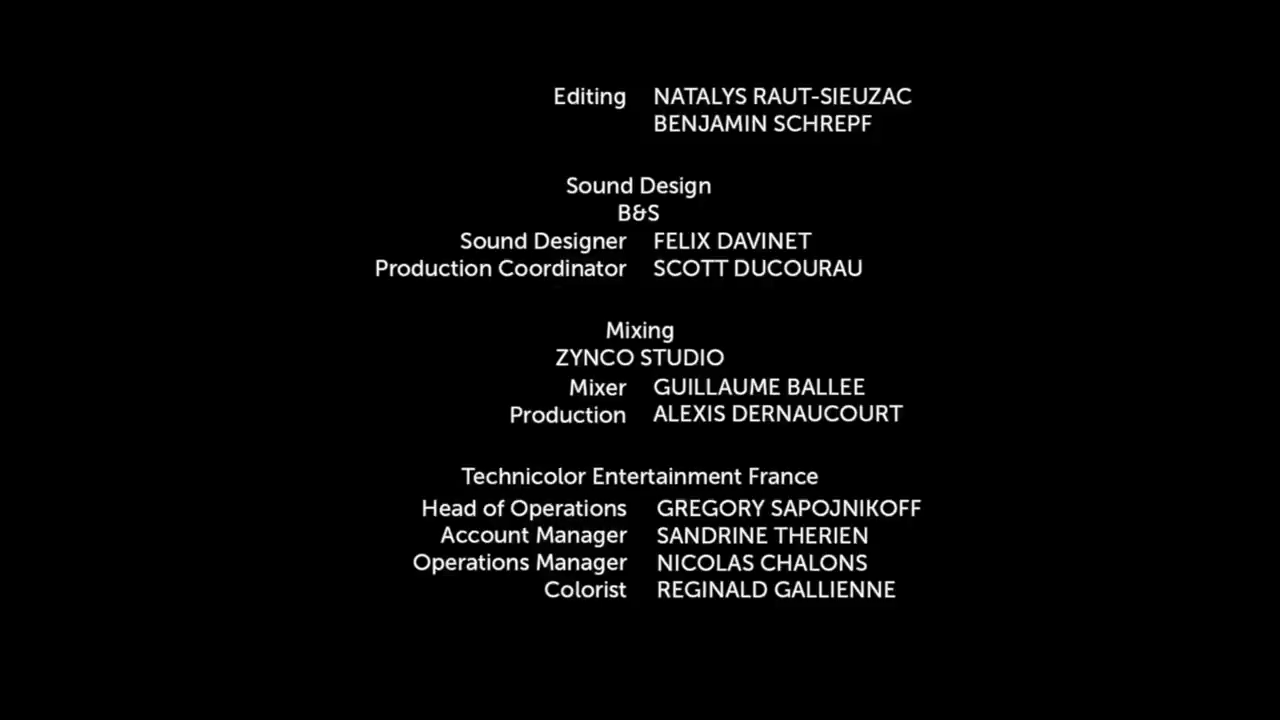 Editing NATALYS RAUT-SIEUZAC
BENJAMIN SCHREPF
Sound Design
B&S
Sound Designer FELIX DAVINET
Production Coordinator SCOTT DUCOURAU
Mixing
ZYNCO STUDIO
Mixer GUILLAUME BALLEE
Production ALEXIS DERNAUCOURT
Technicolor Entertainment France
Head of Operations GREGORY SAPOJNIKOFF
Account Manager SANDRINE THERIEN
Operations Manager NICOLAS CHALONS
Colorist REGINALD GALLIENNE